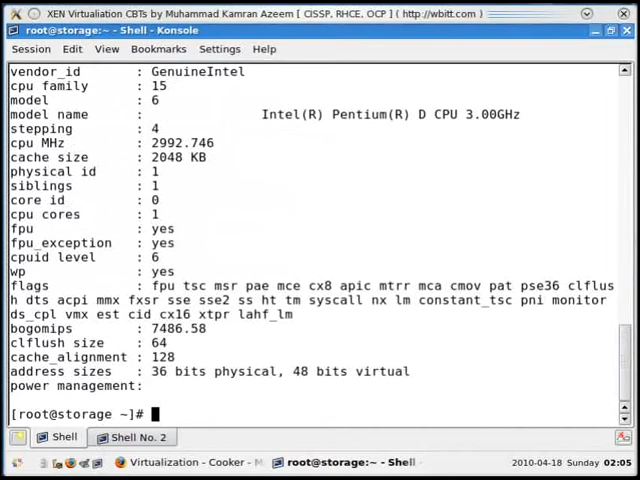 XEN Virtualiation CBTs by Muhammad Kamran Azeem [ CISSP, RHCE, OCP ] ( http://wbitt.com )
root@storage:~ - Shell - Konsole
Session Edit View Bookmarks Settings Help
vendor_id : GenuineIntel
cpu family : 15
model : 6
model name : Intel(R) Pentium(R) D CPU 3.00GHz
stepping : 4
cpu MHz : 2992.746
cache size : 2048 KB
physical id : 1
siblings : 1
core id : 0
cpu cores : 1
fpu : yes
fpu_exception : yes
cpuid level : 6
wp : yes
flags : fpu tsc msr pae mce cx8 apic mtrr mca cmov pat pse36 clflus
h dts acpi mmx fxsr sse sse2 ss ht tm syscall nx lm constant_tsc pni monitor
ds_cpl vmx est cid cx16 xtpr lahf_lm
bogomips : 7486.58
clflush size : 64
cache_alignment : 128
address sizes : 36 bits physical, 48 bits virtual
power management:
[root@storage ~]#
Shell Shell No. 2
Virtualization - Cooker - M root@storage:~ - Shell - 2010-04-18 Sunday 02:05